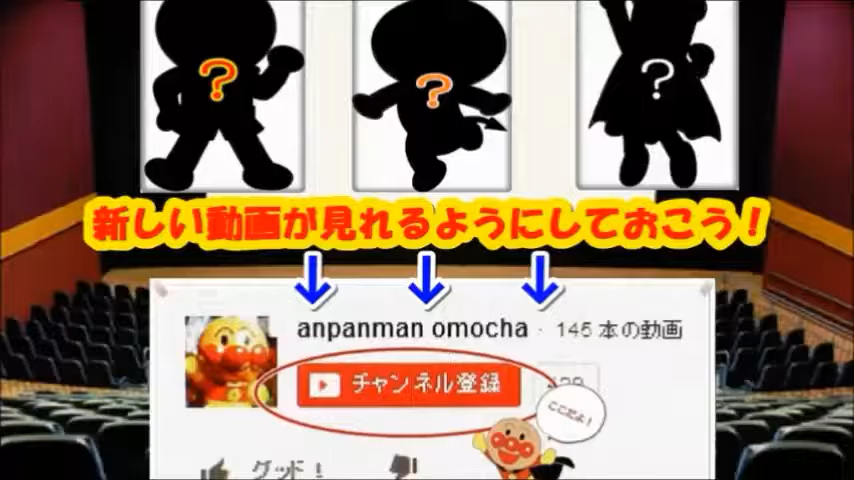 ? ? ?
新しい動画が見れるようにしておこう！
anpanman omocha · 145 本の動画
チャンネル登録
ここだよ！
グッド！